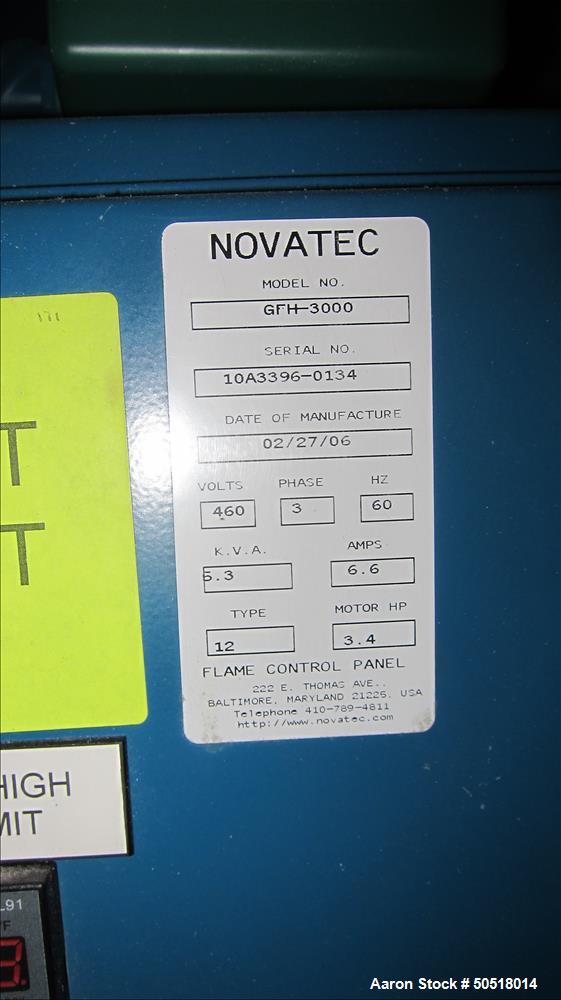 NOVATEC
MODEL NO.
GFH-3000
SERIAL NO.
10A3396-0134
DATE OF MANUFACTURE
02/27/06
VOLTS PHASE HZ
460 3 60
K.V.A. AMPS
5.3 6.6
TYPE MOTOR HP
12 3.4
FLAME CONTROL PANEL
222 E. THOMAS AVE.,
BALTIMORE, MARYLAND 21225, USA
Telephone 410-789-4811
http://www.novatec.com
T
T
HIGH
MIT
L91
F
Aaron Stock # 50518014